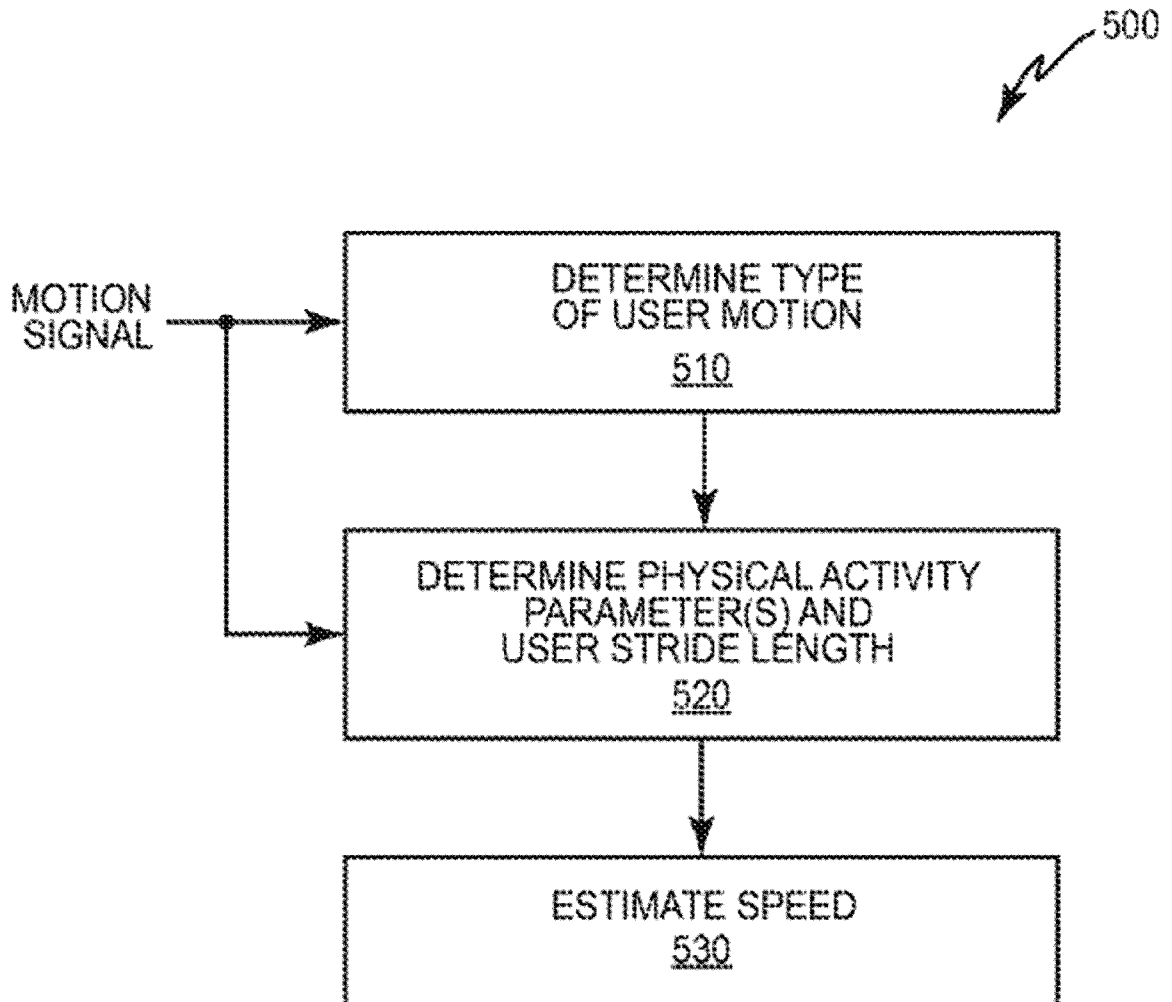 500
DETERMINE TYPE
OF USER MOTION
510
MOTION
SIGNAL
DETERMINE PHYSICAL ACTIVITY
PARAMETER(S) AND
USER STRIDE LENGTH
520
ESTIMATE SPEED
530